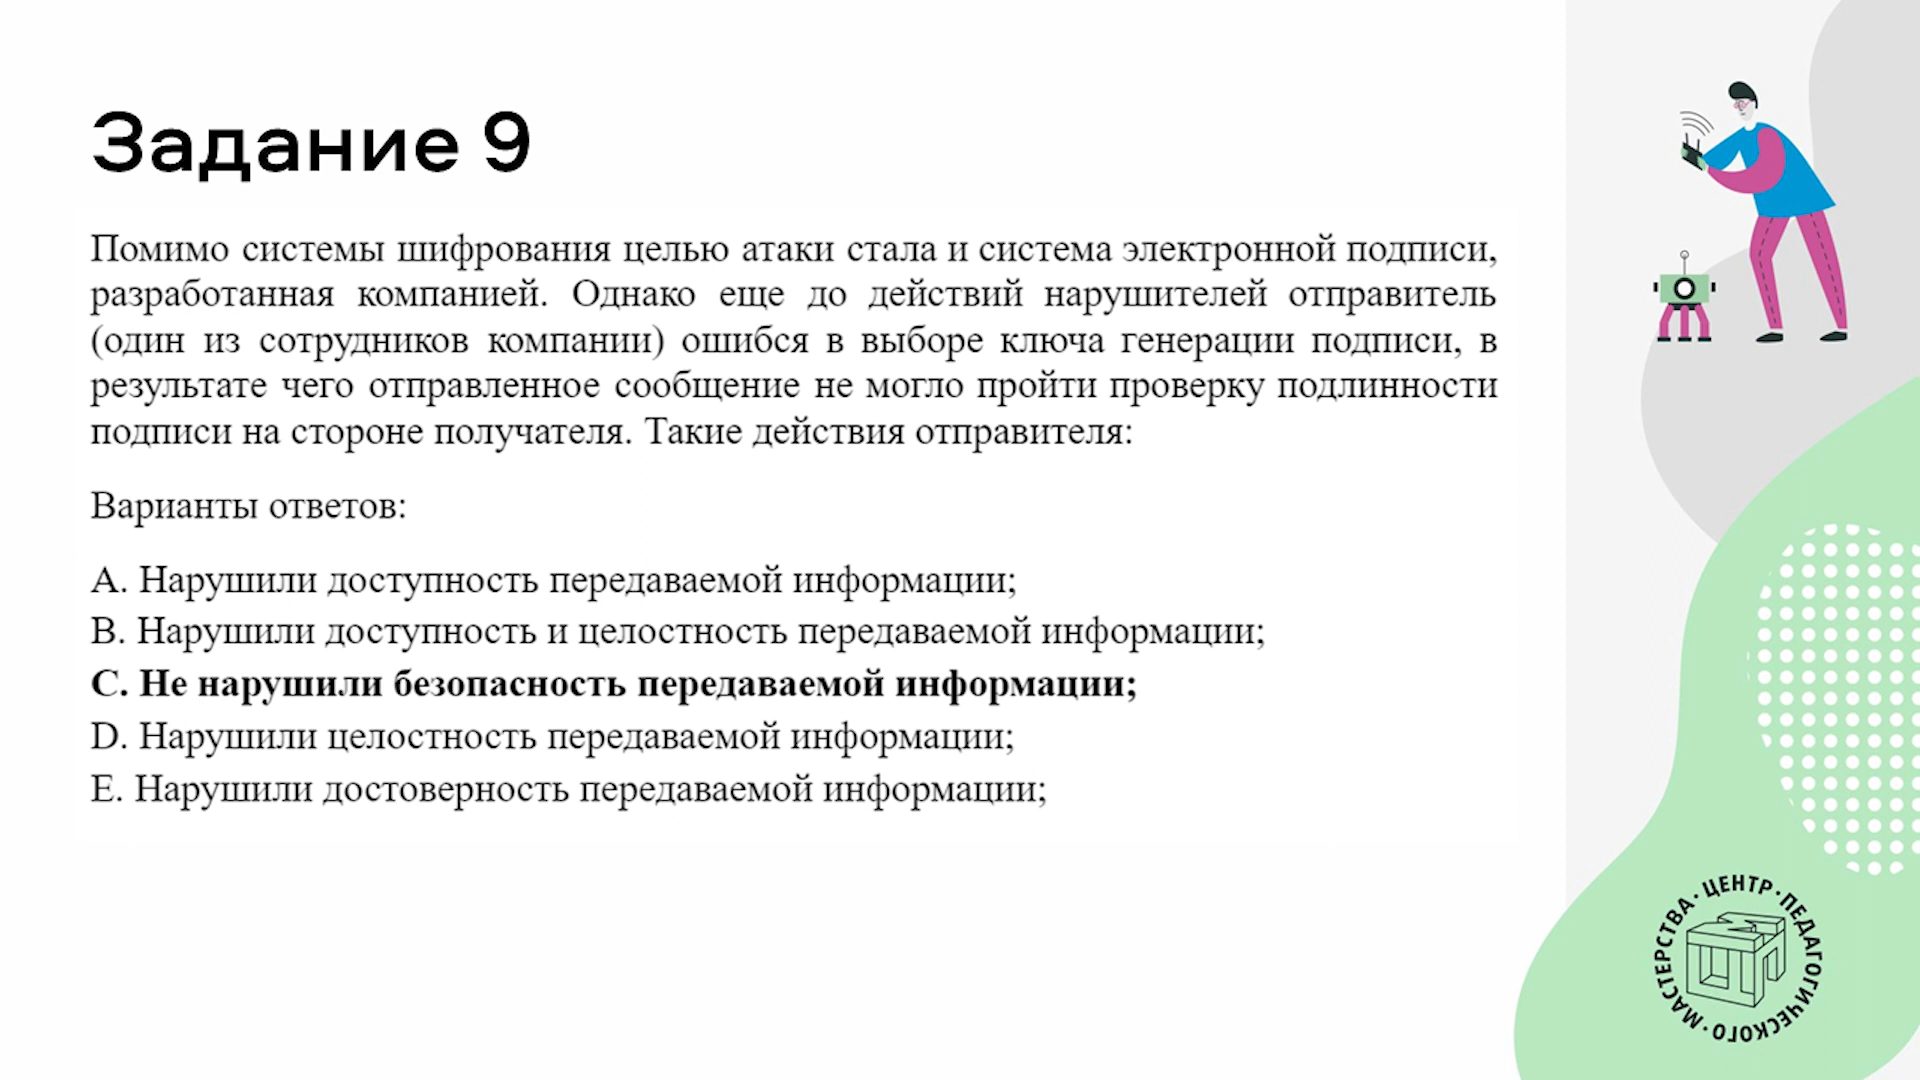 Задание 9
Помимо системы шифрования целью атаки стала и система электронной подписи,
разработанная компанией. Однако еще до действий нарушителей отправитель
(один из сотрудников компании) ошибся в выборе ключа генерации подписи, в
результате чего отправленное сообщение не могло пройти проверку подлинности
подписи на стороне получателя. Такие действия отправителя:
Варианты ответов:
A. Нарушили доступность передаваемой информации;
B. Нарушили доступность и целостность передаваемой информации;
C. Не нарушили безопасность передаваемой информации;
D. Нарушили целостность передаваемой информации;
E. Нарушили достоверность передаваемой информации;
ЦЕНТР · ПЕДАГОГИЧЕСКОГО · МАСТЕРСТВА ·